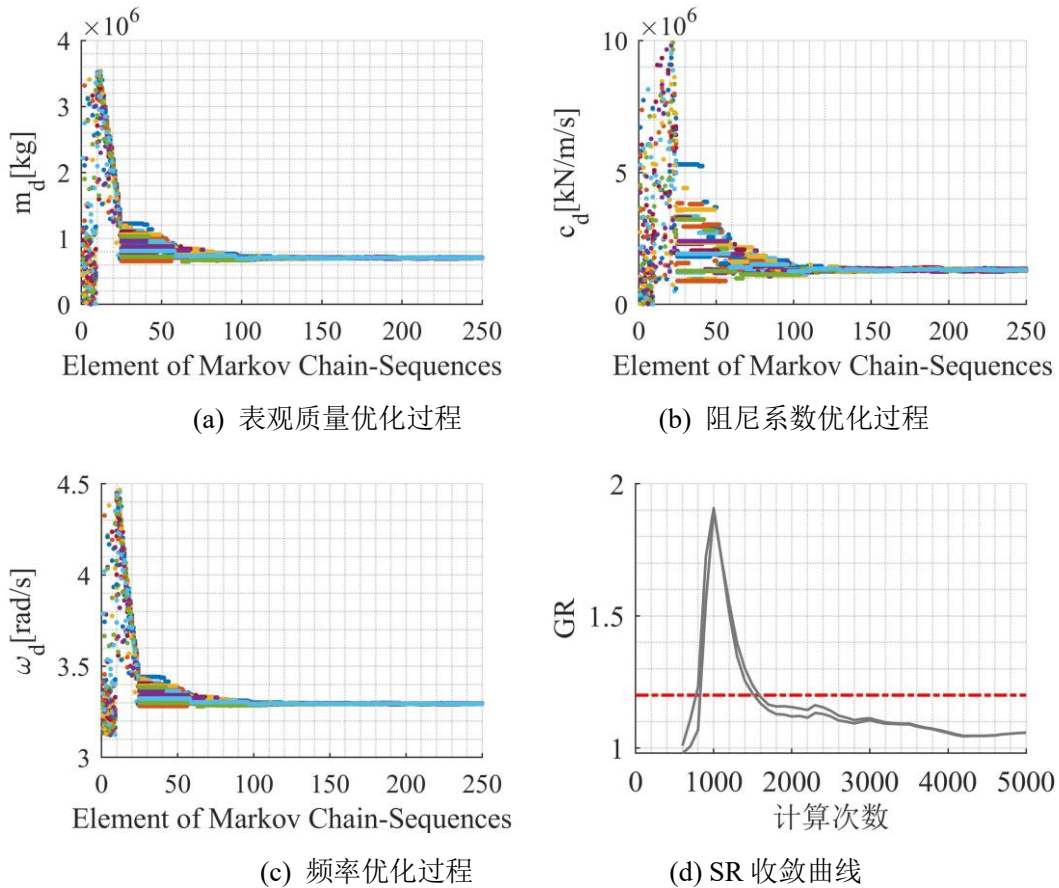 ×10⁶
4
3
2
1
0
m_d[kg]
0 50 100 150 200 250
Element of Markov Chain-Sequences
(a) 表观质量优化过程
×10⁶
10
5
0
c_d[kN/m/s]
0 50 100 150 200 250
Element of Markov Chain-Sequences
(b) 阻尼系数优化过程
4.5
4
3.5
3
ω_d[rad/s]
0 50 100 150 200 250
Element of Markov Chain-Sequences
(c) 频率优化过程
2
1.5
1
GR
0 1000 2000 3000 4000 5000
计算次数
(d) SR 收敛曲线